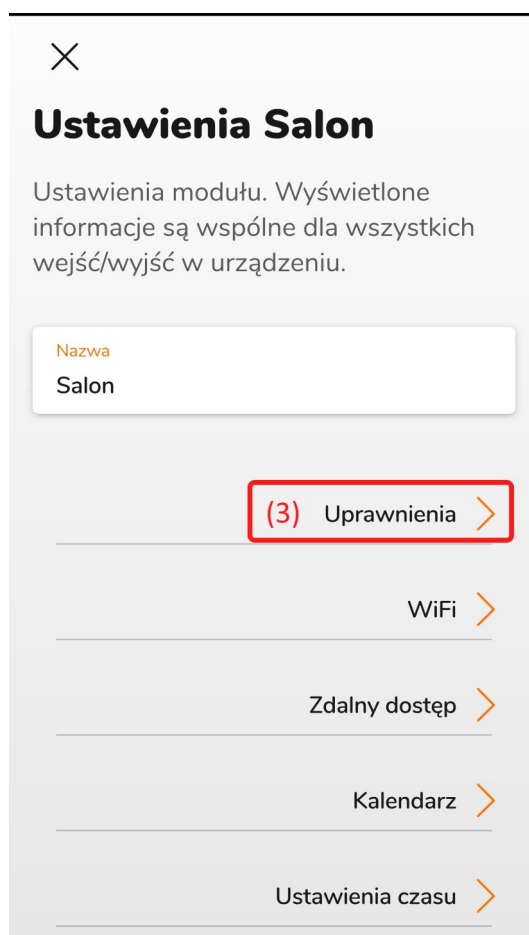 Ustawienia Salon
Ustawienia modułu. Wyświetlone
informacje są wspólne dla wszystkich
wejść/wyjść w urządzeniu.
Nazwa
Salon
(3) Uprawnienia
WiFi
Zdalny dostęp
Kalendarz
Ustawienia czasu